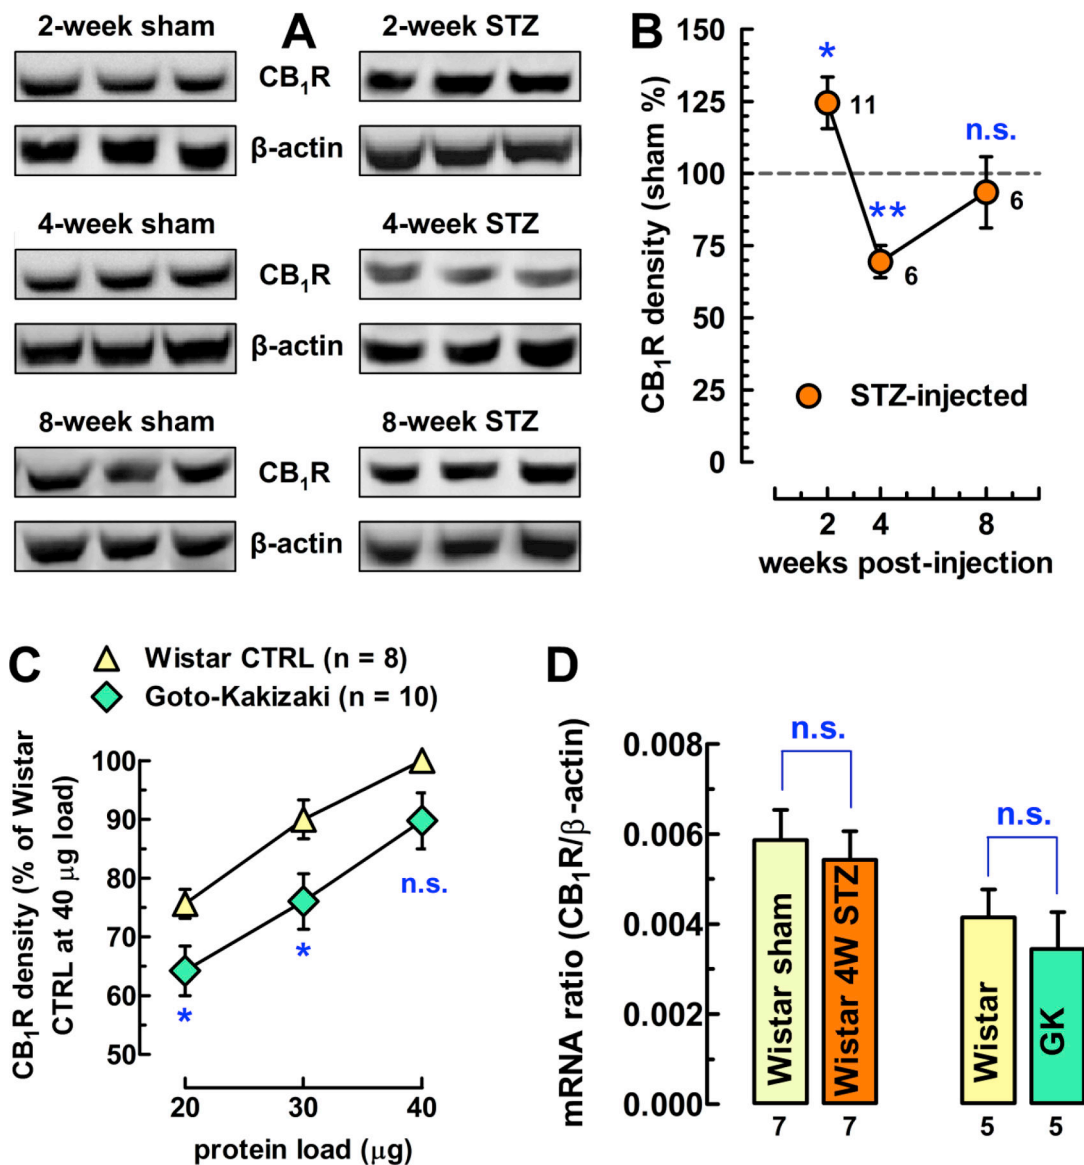 A
2-week sham
2-week STZ
CB₁R
β-actin
4-week sham
4-week STZ
CB₁R
β-actin
8-week sham
8-week STZ
CB₁R
β-actin
B
CB₁R density (sham %)
150
125
100
75
50
25
0
*
11
**
6
n.s.
6
STZ-injected
2 4 8
weeks post-injection
C
Wistar CTRL (n = 8)
Goto-Kakizaki (n = 10)
CB₁R density (% of Wistar
CTRL at 40 μg load)
100
90
75
70
65
60
50
*
*
n.s.
20 30 40
protein load (μg)
D
mRNA ratio (CB₁R/β-actin)
0.008
0.006
0.004
0.002
0.000
n.s.
n.s.
Wistar sham
Wistar 4W STZ
Wistar
GK
7 7 5 5